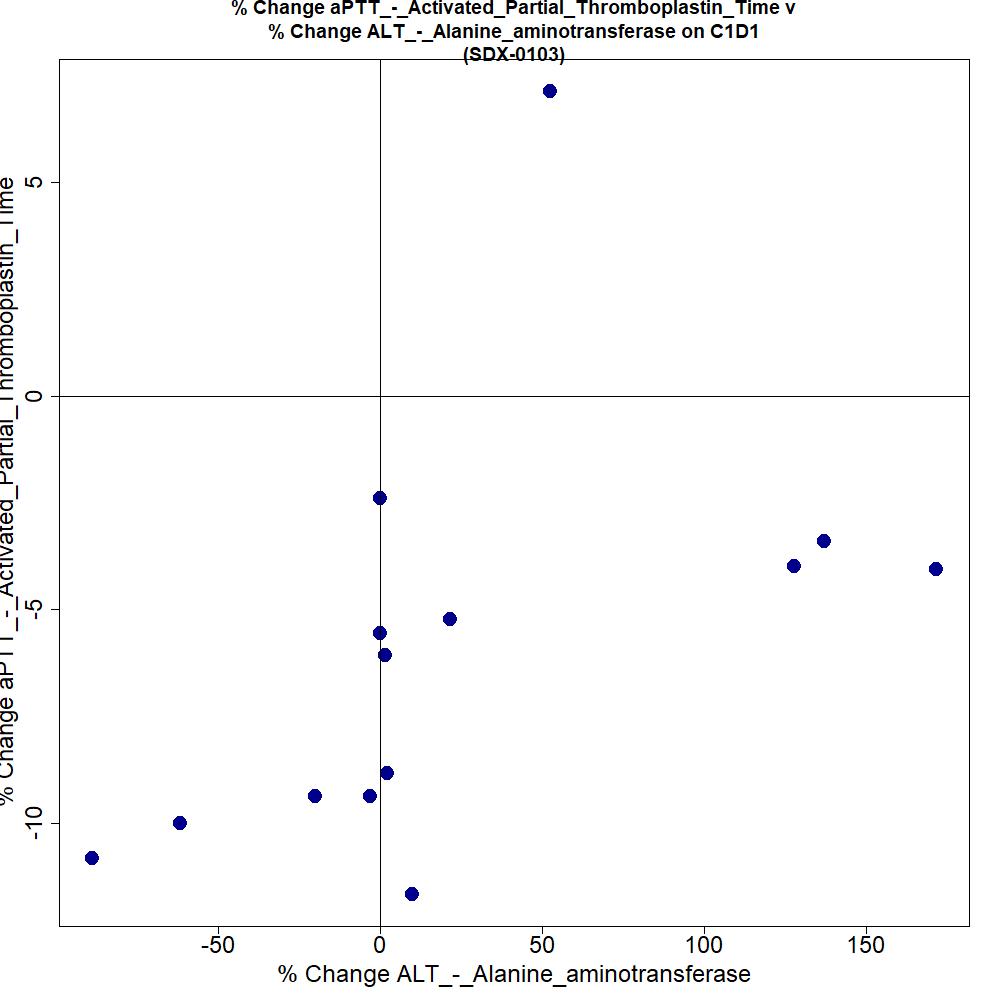 % Change aPTT_-_Activated_Partial_Thromboplastin_Time v
% Change ALT_-_Alanine_aminotransferase on C1D1
(SDX-0103)
% Change aPTT_-_Activated_Partial_Thromboplastin_Time
5
0
-5
-10
-50
0
50
100
150
% Change ALT_-_Alanine_aminotransferase